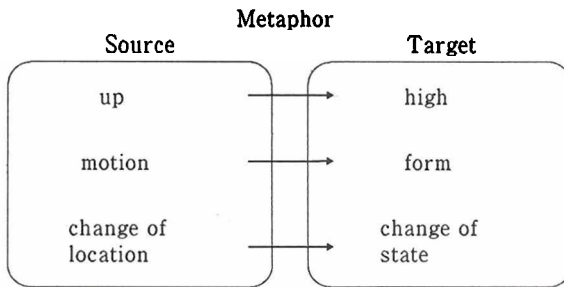 Metaphor
Source Target
up high
motion form
change of change of
location state